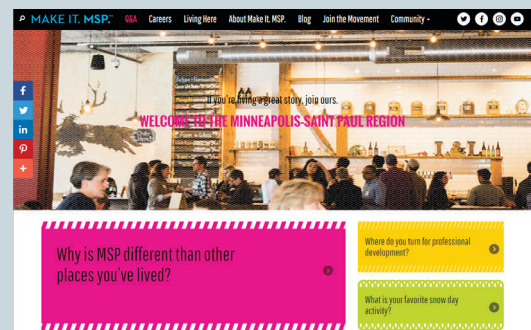 MAKE IT. MSP.™ Q&A Careers Living Here About Make It. MSP. Blog Join the Movement Community
If you're living a great story, join ours.
WELCOME TO THE MINNEAPOLIS-SAINT PAUL REGION
Why is MSP different than other
places you've lived?
Where do you turn for professional
development?
What is your favorite snow day
activity?